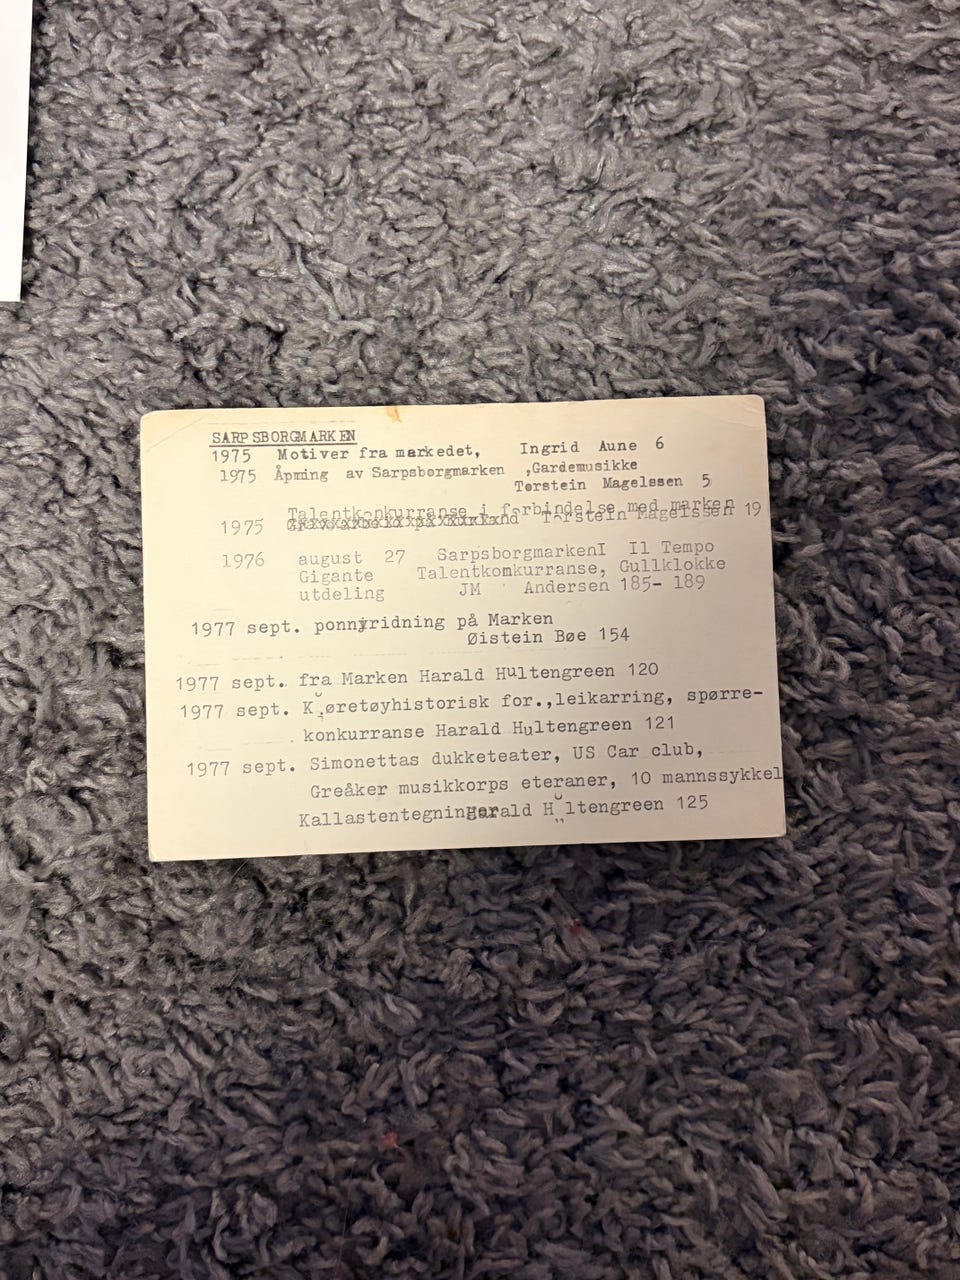 SARPSBORGMARKEN
1975 Motiver fra markedet, Ingrid Aune 6
1975 Åpning av Sarpsborgmarken ,Gardemusikke
Torstein Magelssen 5
Talentkonkurranse i forbindelse med marken
1975 Torstein Magelssen 19
1976 august 27 SarpsborgmarkenI Il Tempo
Gigante Talentkomkurranse, Gullklokke
utdeling JM Andersen 185- 189
1977 sept. ponnyridning på Marken
Øistein Bøe 154
1977 sept. fra Marken Harald Hultengreen 120
1977 sept. Kjøretøyhistorisk for.,leikarring, spørre-
konkurranse Harald Hultengreen 121
1977 sept. Simonettas dukketeater, US Car club,
Greåker musikkorps eteraner, 10 mannssykkel
Kallastentegninger Harald Hultengreen 125